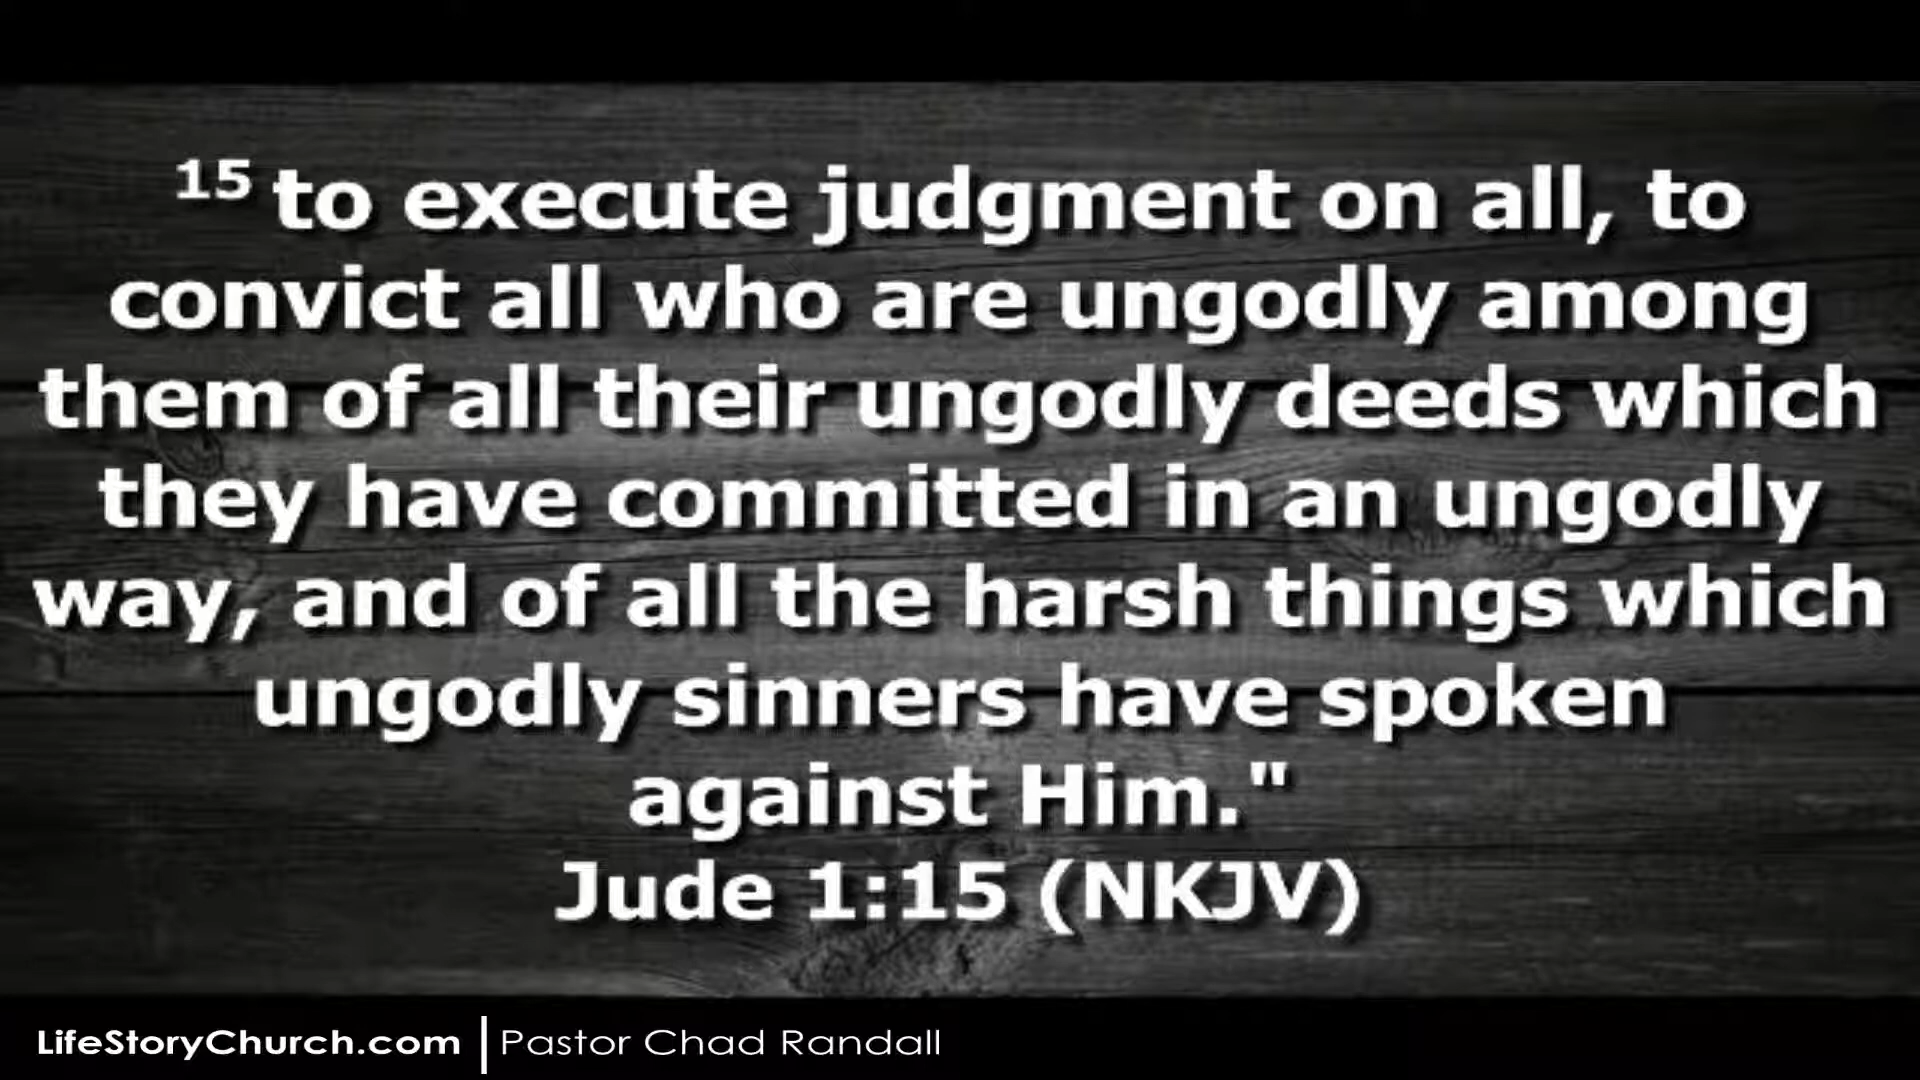 15 to execute judgment on all, to
convict all who are ungodly among
them of all their ungodly deeds which
they have committed in an ungodly
way, and of all the harsh things which
ungodly sinners have spoken
against Him."
Jude 1:15 (NKJV)
LifeStoryChurch.com | Pastor Chad Randall